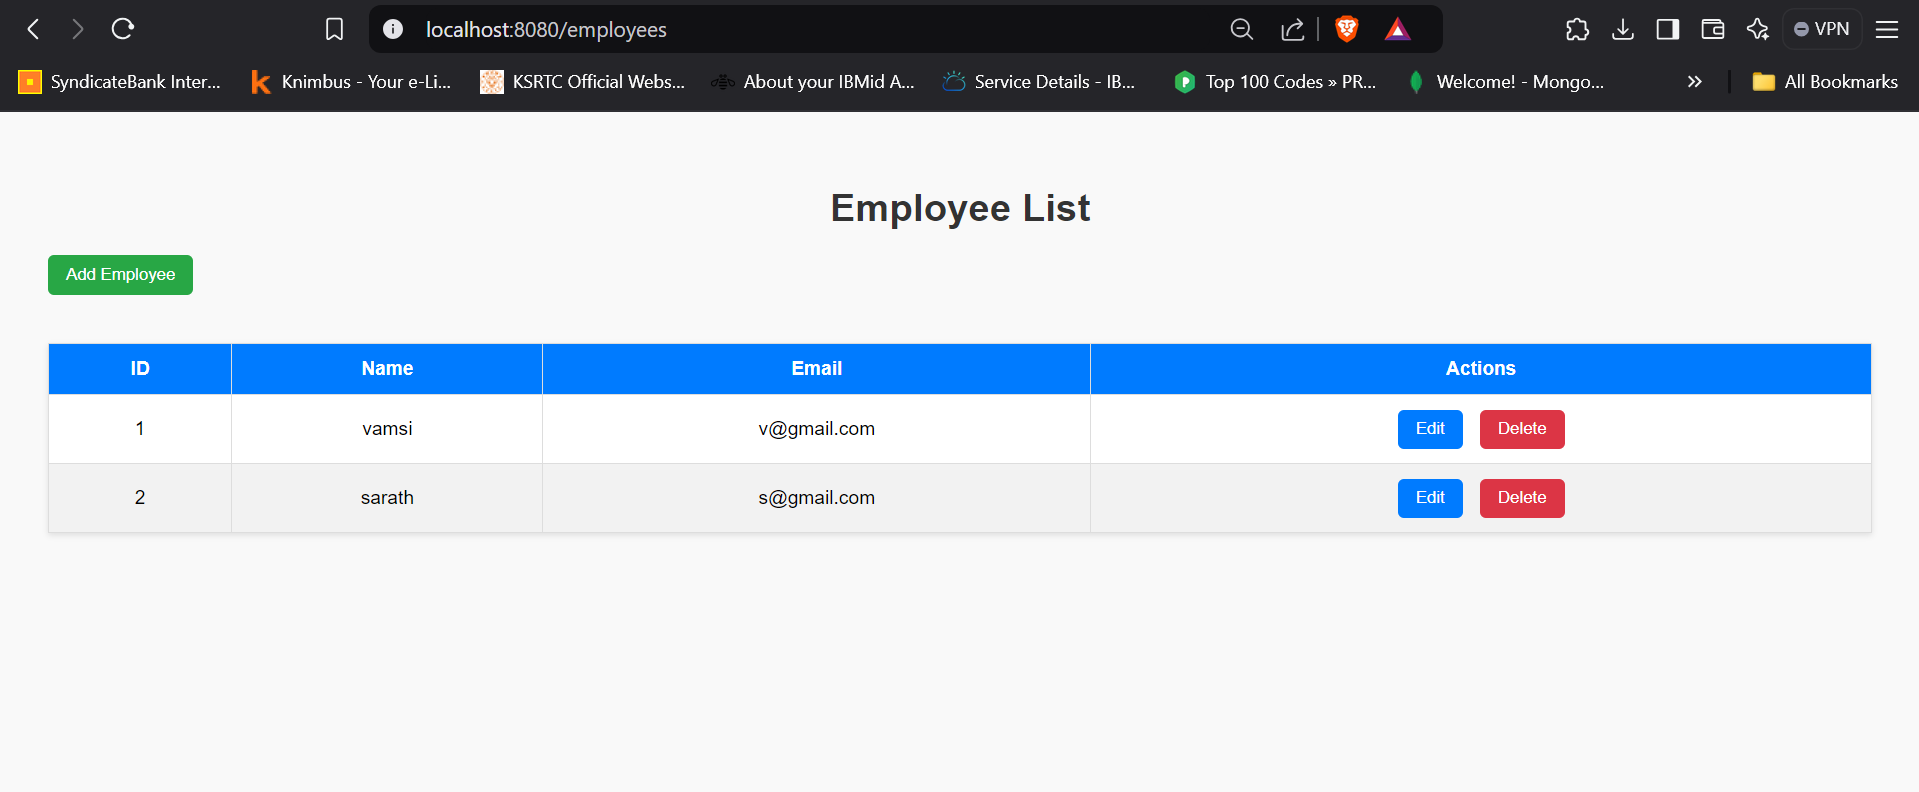 localhost:8080/employees
VPN
SyndicateBank Inter... Knimbus - Your e-Li... KSRTC Official Webs... About your IBMid A... Service Details - IB... Top 100 Codes » PR... Welcome! - Mongo... » All Bookmarks
Employee List
Add Employee
ID Name Email Actions
1 vamsi v@gmail.com Edit Delete
2 sarath s@gmail.com Edit Delete